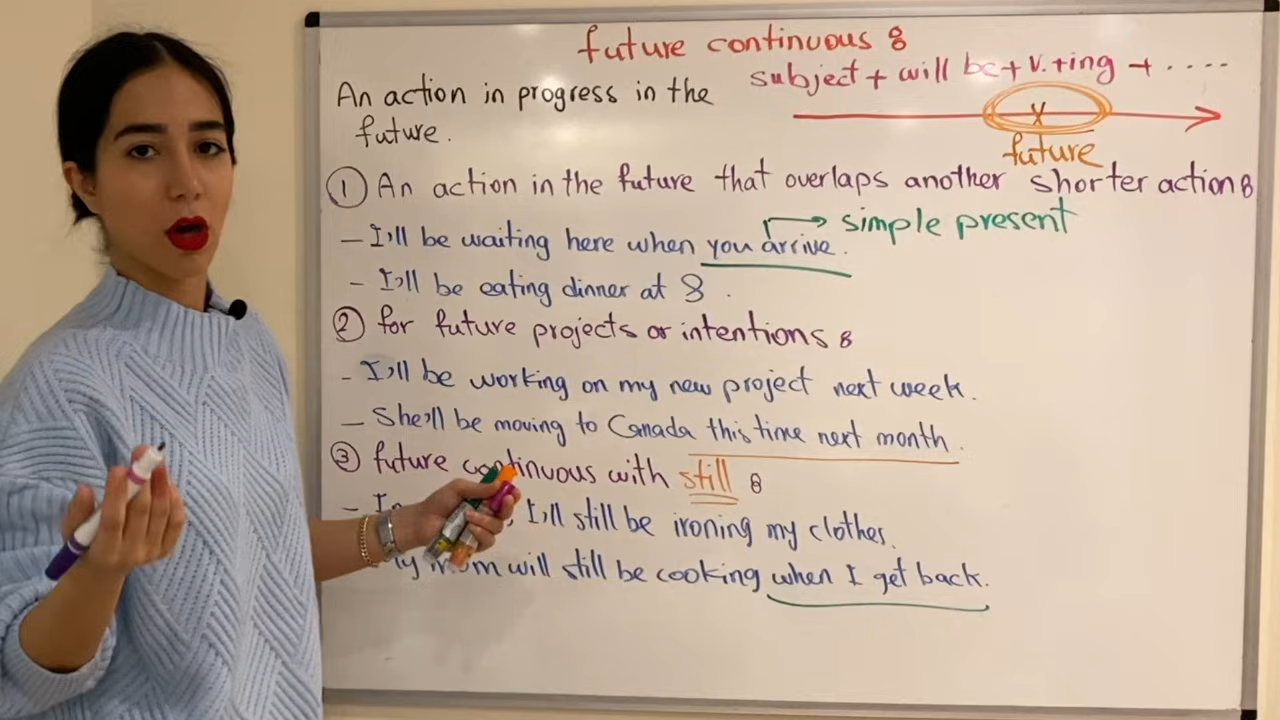 future continuous :
An action in progress in the
future.
subject + will be + v. + ing + ....
x
future
① An action in the future that overlaps another shorter action :
- I'll be waiting here when you arrive.
simple present
- I'll be eating dinner at 8.
② for future projects or intentions :
- I'll be working on my new project next week.
- She'll be moving to Canada this time next month.
③ future continuous with still :
- , I'll still be ironing my clothes.
mom will still be cooking when I get back.